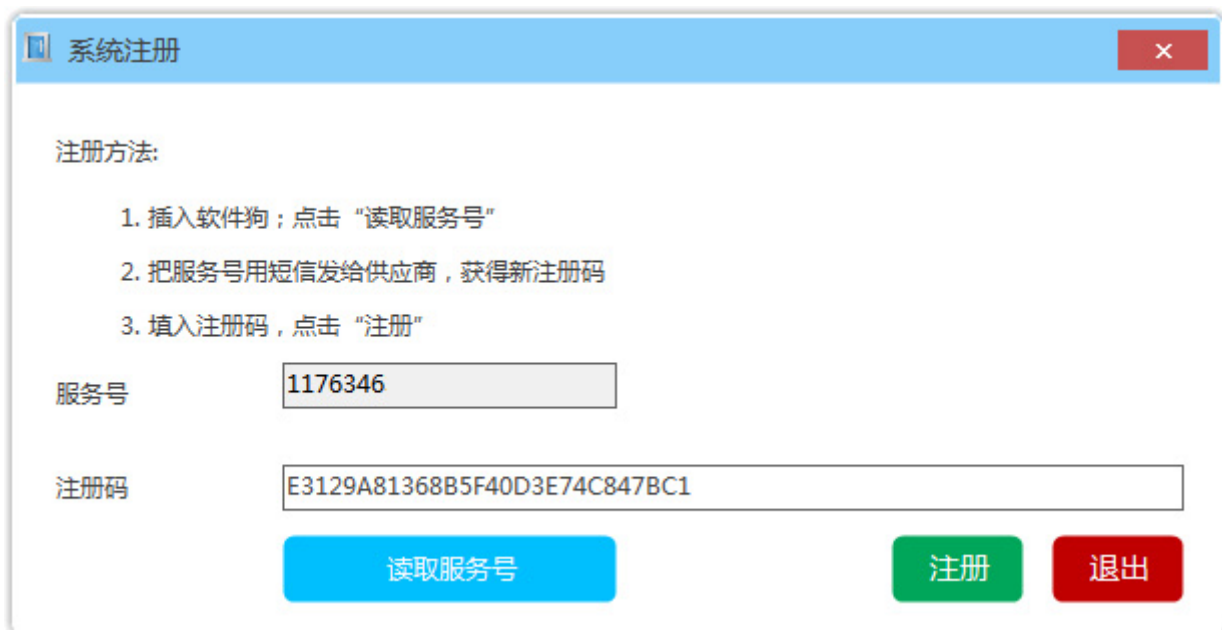 系统注册
×
注册方法:
1. 插入软件狗；点击“读取服务号”
2. 把服务号用短信发给供应商，获得新注册码
3. 填入注册码，点击“注册”
服务号 1176346
注册码 E3129A81368B5F40D3E74C847BC1
读取服务号 注册 退出